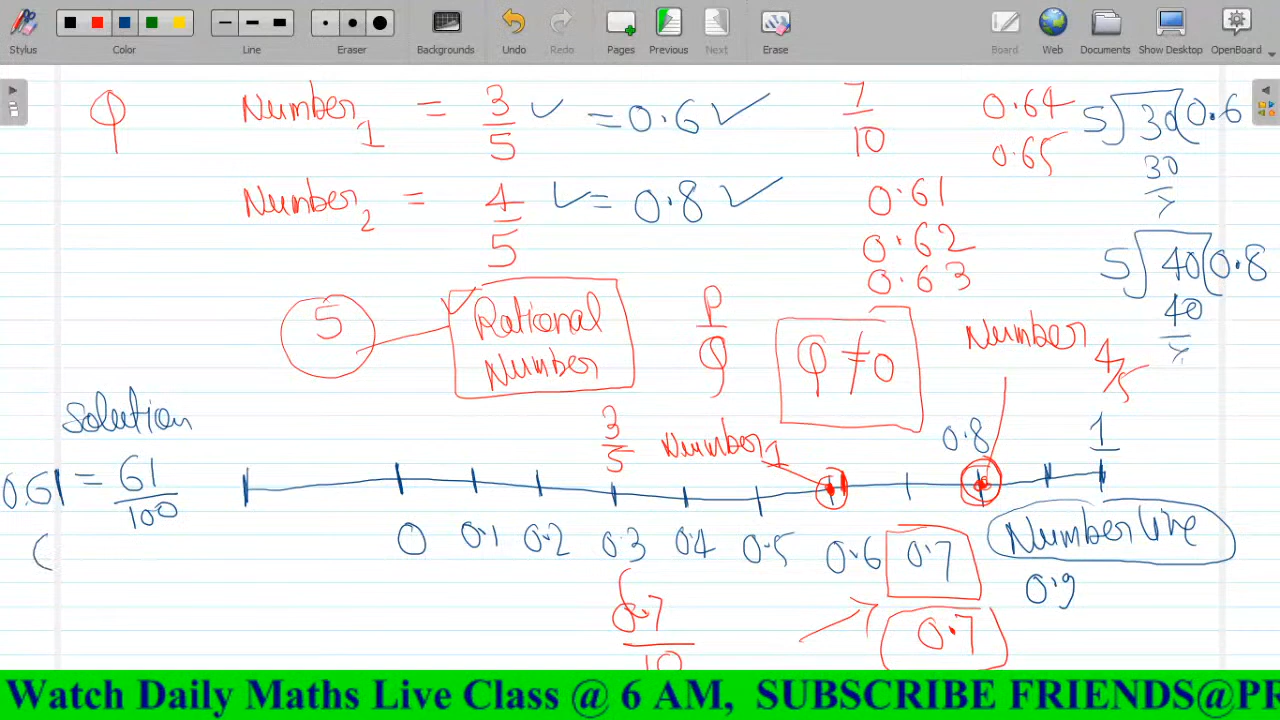 Stylus
Color
Line
Eraser
Backgrounds
Undo
Redo
Pages
Previous
Next
Erase
Board
Web
Documents
Show Desktop
OpenBoard
Q
Number1 = 3/5 ✓ = 0.6 ✓
Number2 = 4/5 ✓ = 0.8 ✓
7/10
0.61
0.62
0.63
0.64
0.65
5 ) 30 ( 0.6
30
×
5 ) 40 ( 0.8
40
×
5
✓ Rational
Number
P/Q
Q ≠ 0
Number
4/5
Solution
3/5 Number1
0.8
1
0.61 = 61/100
0 0.1 0.2 0.3 0.4 0.5 0.6 0.7
0.9
Number line
0.7
10
0.7
Watch Daily Maths Live Class @ 6 AM, SUBSCRIBE FRIENDS@PR